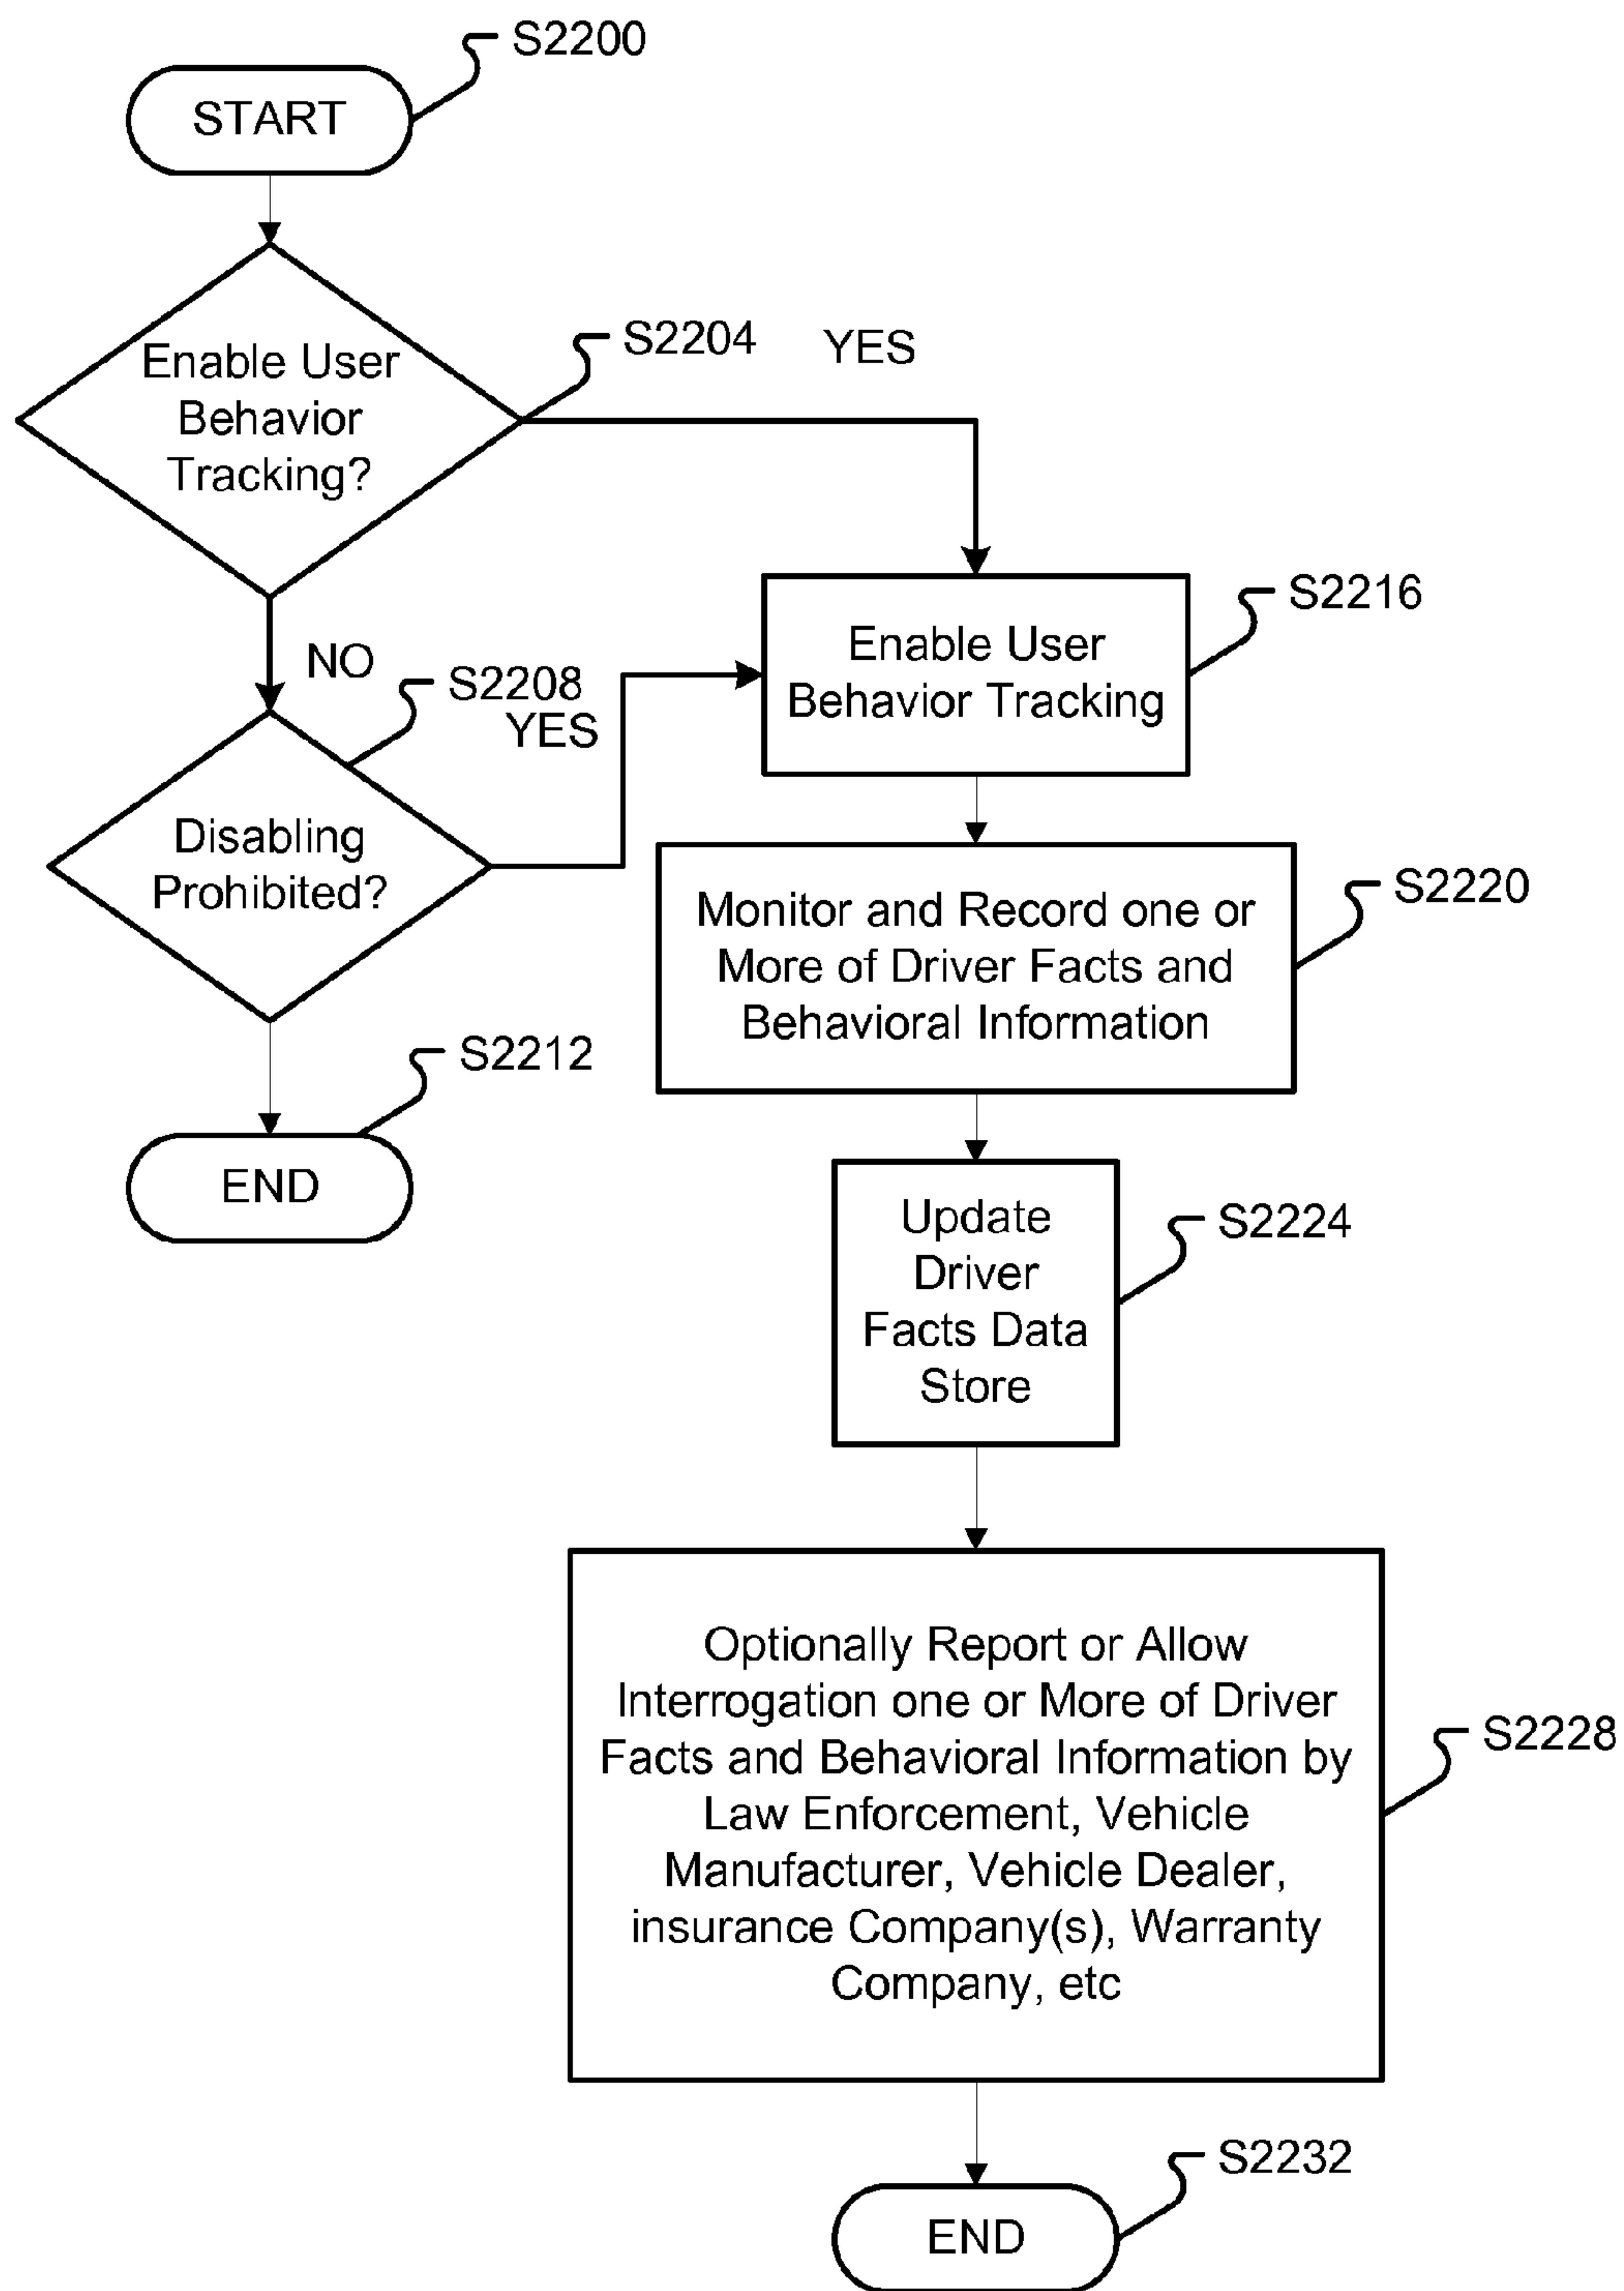 S2200
START
S2204
YES
Enable User
Behavior
Tracking?
NO
S2208
YES
Disabling
Prohibited?
S2212
END
S2216
Enable User
Behavior Tracking
S2220
Monitor and Record one or
More of Driver Facts and
Behavioral Information
S2224
Update
Driver
Facts Data
Store
S2228
Optionally Report or Allow
Interrogation one or More of Driver
Facts and Behavioral Information by
Law Enforcement, Vehicle
Manufacturer, Vehicle Dealer,
insurance Company(s), Warranty
Company, etc
S2232
END